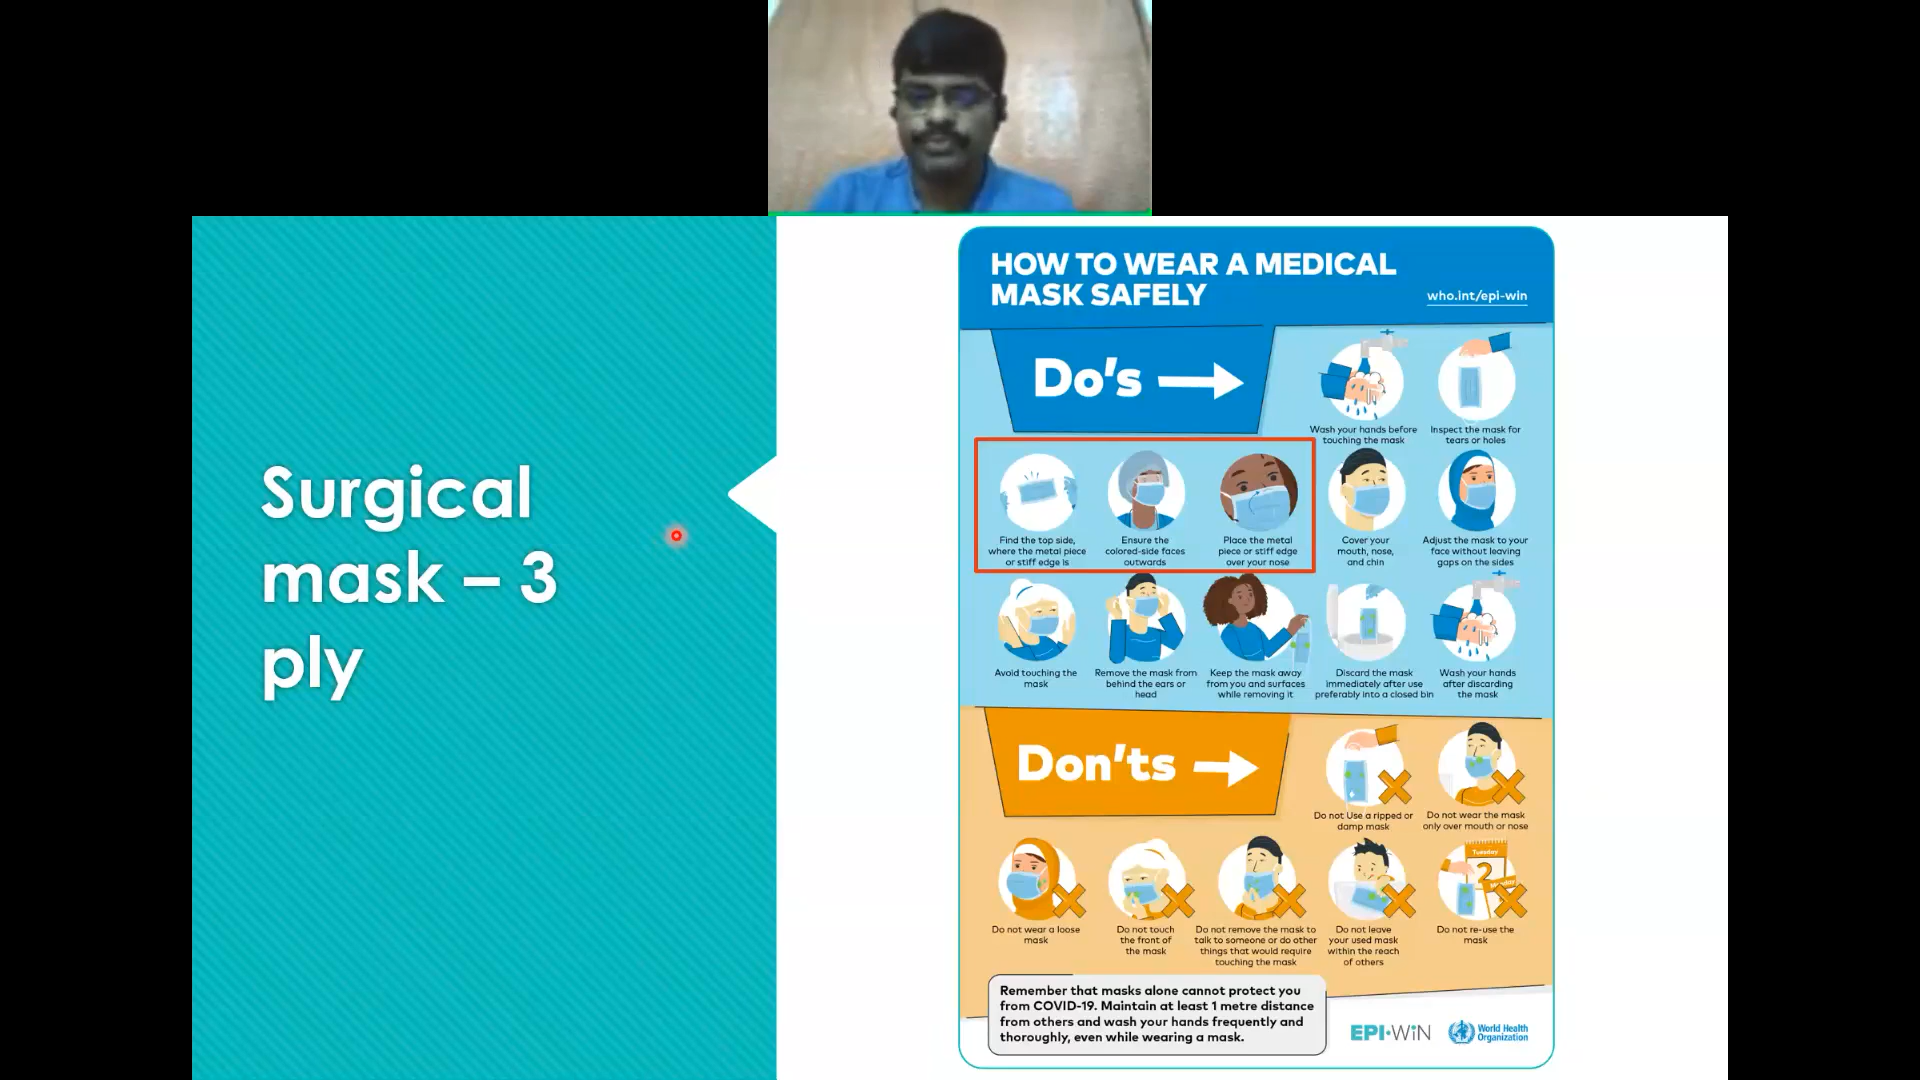 Surgical
mask – 3
ply
HOW TO WEAR A MEDICAL
MASK SAFELY
who.int/epi-win
Do's
Wash your hands before
touching the mask
Inspect the mask for
tears or holes
Find the top side,
where the metal piece
or stiff edge is
Ensure the
colored-side faces
outwards
Place the metal
piece or stiff edge
over your nose
Cover your
mouth, nose,
and chin
Adjust the mask to your
face without leaving
gaps on the sides
Avoid touching the
mask
Remove the mask from
behind the ears or
head
Keep the mask away
from you and surfaces
while removing it
Discard the mask
immediately after use
preferably into a closed bin
Wash your hands
after discarding
the mask
Don'ts
Do not Use a ripped or
damp mask
Do not wear the mask
only over mouth or nose
Do not wear a loose
mask
Do not touch
the front of
the mask
Do not remove the mask to
talk to someone or do other
things that would require
touching the mask
Do not leave
your used mask
within the reach
of others
Tuesday
2
Monday
Do not re-use the
mask
Remember that masks alone cannot protect you
from COVID-19. Maintain at least 1 metre distance
from others and wash your hands frequently and
thoroughly, even while wearing a mask.
EPI·WiN
World Health
Organization